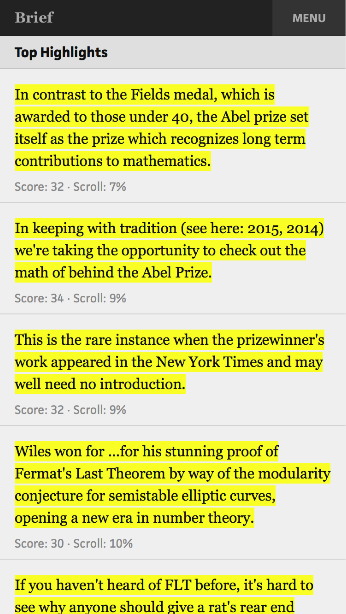 Brief
MENU
Top Highlights
In contrast to the Fields medal, which is
awarded to those under 40, the Abel prize set
itself as the prize which recognizes long term
contributions to mathematics.
Score: 32 · Scroll: 7%
In keeping with tradition (see here: 2015, 2014)
we're taking the opportunity to check out the
math of behind the Abel Prize.
Score: 34 · Scroll: 9%
This is the rare instance when the prizewinner's
work appeared in the New York Times and may
well need no introduction.
Score: 32 · Scroll: 9%
Wiles won for ...for his stunning proof of
Fermat's Last Theorem by way of the modularity
conjecture for semistable elliptic curves,
opening a new era in number theory.
Score: 30 · Scroll: 10%
If you haven't heard of FLT before, it's hard to
see why anyone should give a rat's rear end